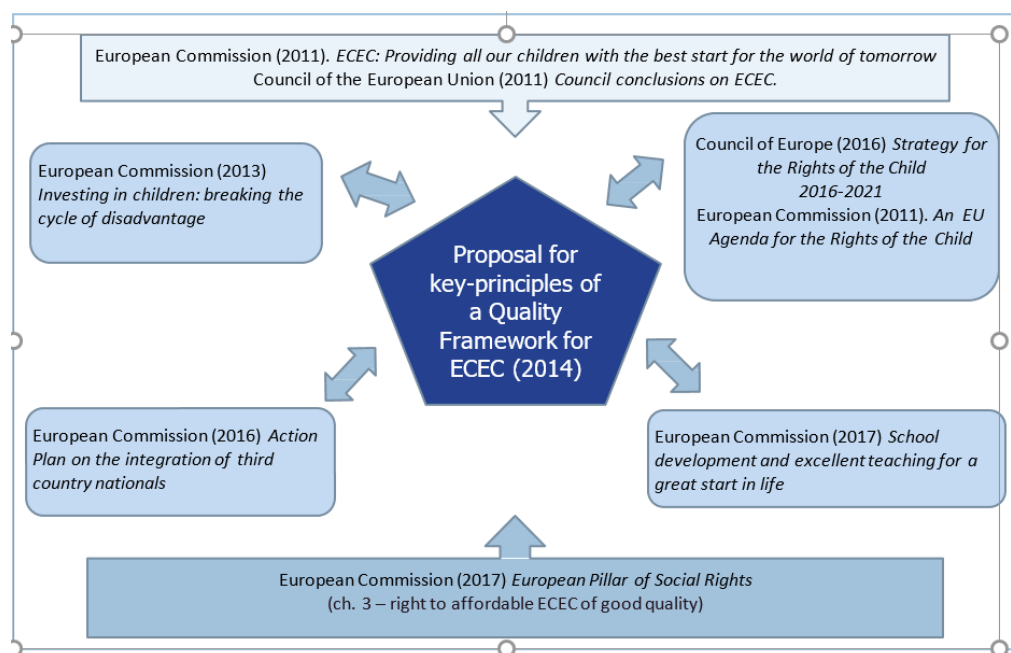 European Commission (2011). ECEC: Providing all our children with the best start for the world of tomorrow
Council of the European Union (2011) Council conclusions on ECEC.
European Commission (2013)
Investing in children: breaking the
cycle of disadvantage
Council of Europe (2016) Strategy for
the Rights of the Child
2016-2021
European Commission (2011). An EU
Agenda for the Rights of the Child
Proposal for
key-principles of
a Quality
Framework for
ECEC (2014)
European Commission (2016) Action
Plan on the integration of third
country nationals
European Commission (2017) School
development and excellent teaching for a
great start in life
European Commission (2017) European Pillar of Social Rights
(ch. 3 – right to affordable ECEC of good quality)